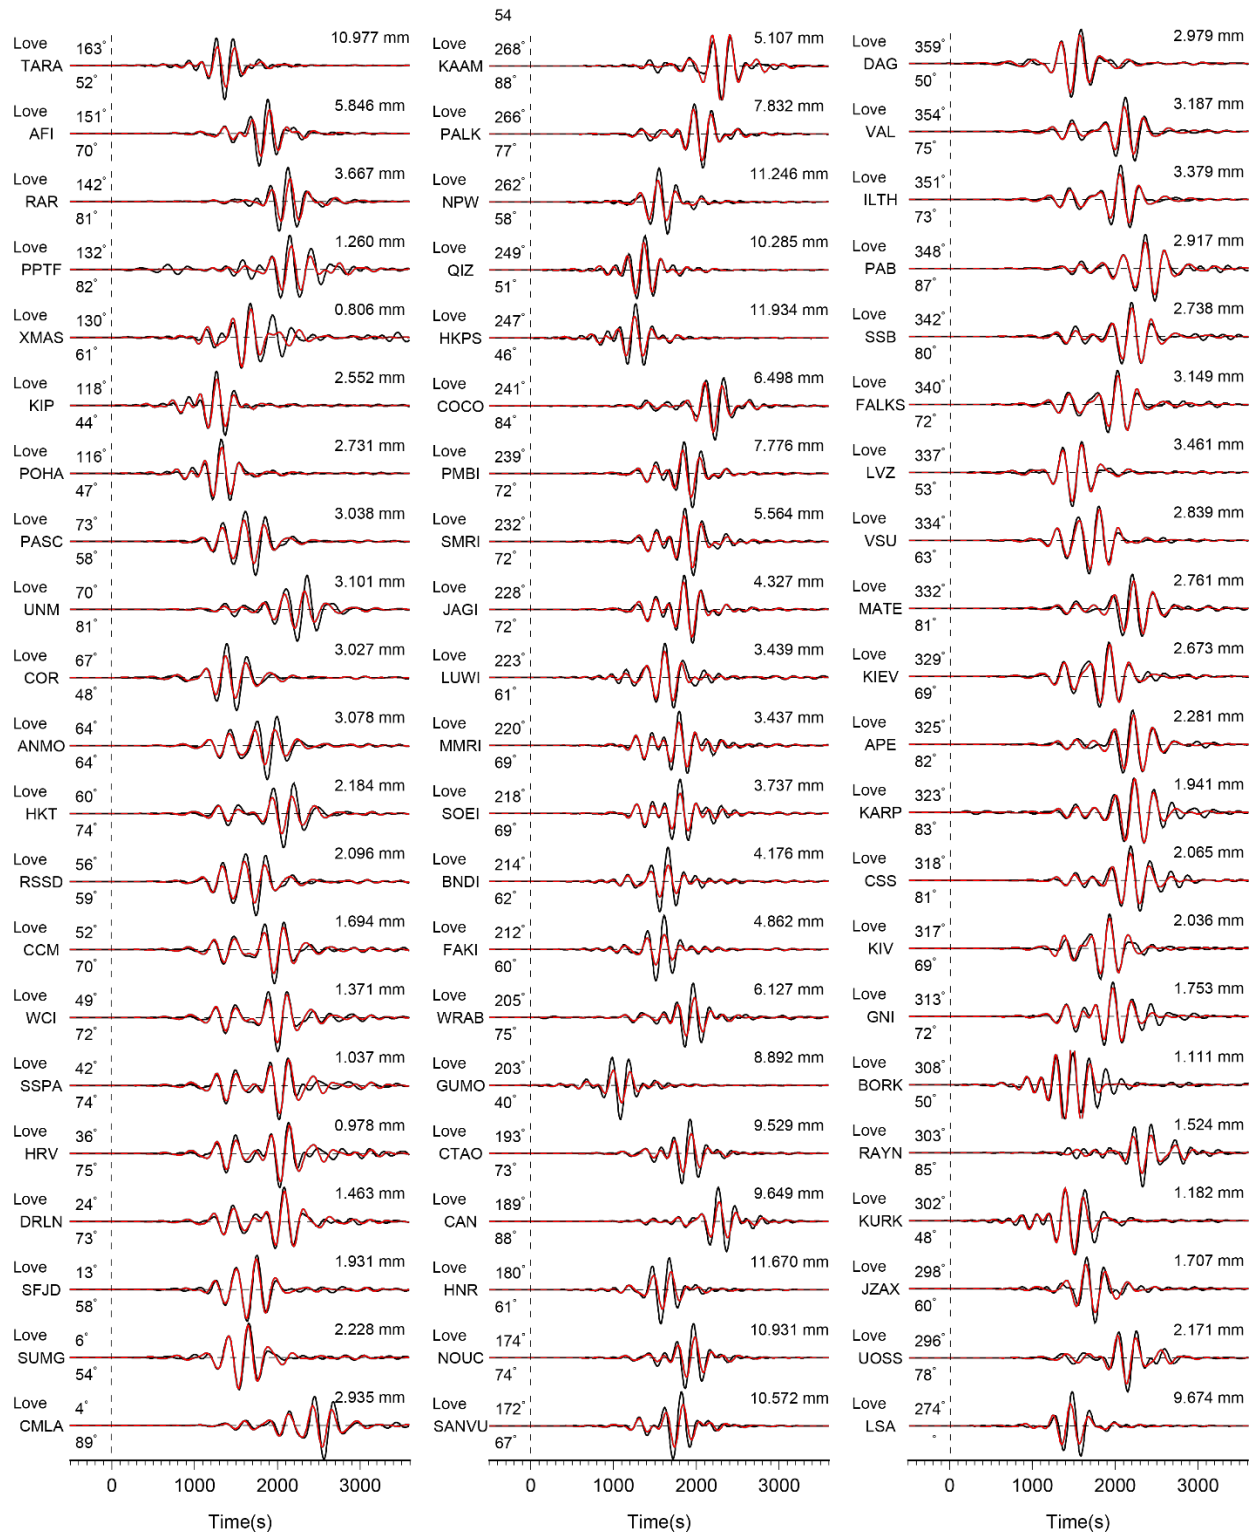 54
Love 163° 10.977 mm
TARA
52°
Love 151° 5.846 mm
AFI
70°
Love 142° 3.667 mm
RAR
81°
Love 132° 1.260 mm
PPTF
82°
Love 130° 0.806 mm
XMAS
61°
Love 118° 2.552 mm
KIP
44°
Love 116° 2.731 mm
POHA
47°
Love 73° 3.038 mm
PASC
58°
Love 70° 3.101 mm
UNM
81°
Love 67° 3.027 mm
COR
48°
Love 64° 3.078 mm
ANMO
64°
Love 60° 2.184 mm
HKT
74°
Love 56° 2.096 mm
RSSD
59°
Love 52° 1.694 mm
CCM
70°
Love 49° 1.371 mm
WCI
72°
Love 42° 1.037 mm
SSPA
74°
Love 36° 0.978 mm
HRV
75°
Love 24° 1.463 mm
DRLN
73°
Love 13° 1.931 mm
SFJD
58°
Love 6° 2.228 mm
SUMG
54°
Love 4° 2.935 mm
CMLA
89°
0 1000 2000 3000
Time(s)
Love 268° 5.107 mm
KAAM
88°
Love 266° 7.832 mm
PALK
77°
Love 262° 11.246 mm
NPW
58°
Love 249° 10.285 mm
QIZ
51°
Love 247° 11.934 mm
HKPS
46°
Love 241° 6.498 mm
COCO
84°
Love 239° 7.776 mm
PMBI
72°
Love 232° 5.564 mm
SMRI
72°
Love 228° 4.327 mm
JAGI
72°
Love 223° 3.439 mm
LUWI
61°
Love 220° 3.437 mm
MMRI
69°
Love 218° 3.737 mm
SOEI
69°
Love 214° 4.176 mm
BNDI
62°
Love 212° 4.862 mm
FAKI
60°
Love 205° 6.127 mm
WRAB
75°
Love 203° 8.892 mm
GUMO
40°
Love 193° 9.529 mm
CTAO
73°
Love 189° 9.649 mm
CAN
88°
Love 180° 11.670 mm
HNR
61°
Love 174° 10.931 mm
NOUC
74°
Love 172° 10.572 mm
SANVU
67°
0 1000 2000 3000
Time(s)
Love 359° 2.979 mm
DAG
50°
Love 354° 3.187 mm
VAL
75°
Love 351° 3.379 mm
ILTH
73°
Love 348° 2.917 mm
PAB
87°
Love 342° 2.738 mm
SSB
80°
Love 340° 3.149 mm
FALKS
72°
Love 337° 3.461 mm
LVZ
53°
Love 334° 2.839 mm
VSU
63°
Love 332° 2.761 mm
MATE
81°
Love 329° 2.673 mm
KIEV
69°
Love 325° 2.281 mm
APE
82°
Love 323° 1.941 mm
KARP
83°
Love 318° 2.065 mm
CSS
81°
Love 317° 2.036 mm
KIV
69°
Love 313° 1.753 mm
GNI
72°
Love 308° 1.111 mm
BORK
50°
Love 303° 1.524 mm
RAYN
85°
Love 302° 1.182 mm
KURK
48°
Love 298° 1.707 mm
JZAX
60°
Love 296° 2.171 mm
UOSS
78°
Love 274° 9.674 mm
LSA
°
0 1000 2000 3000
Time(s)